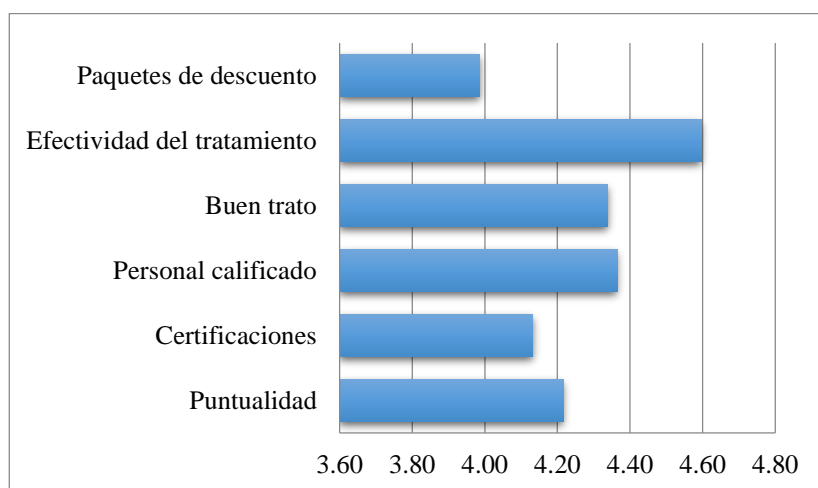 Paquetes de descuento
Efectividad del tratamiento
Buen trato
Personal calificado
Certificaciones
Puntualidad
3.60 3.80 4.00 4.20 4.40 4.60 4.80